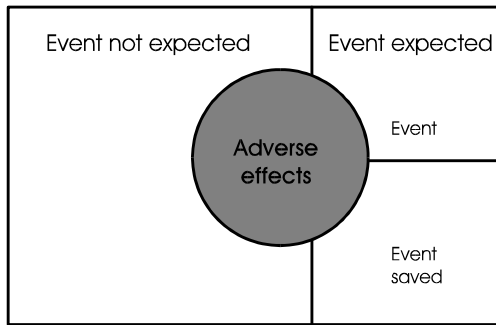 Event not expected
Event expected
Event
Adverse
effects
Event
saved